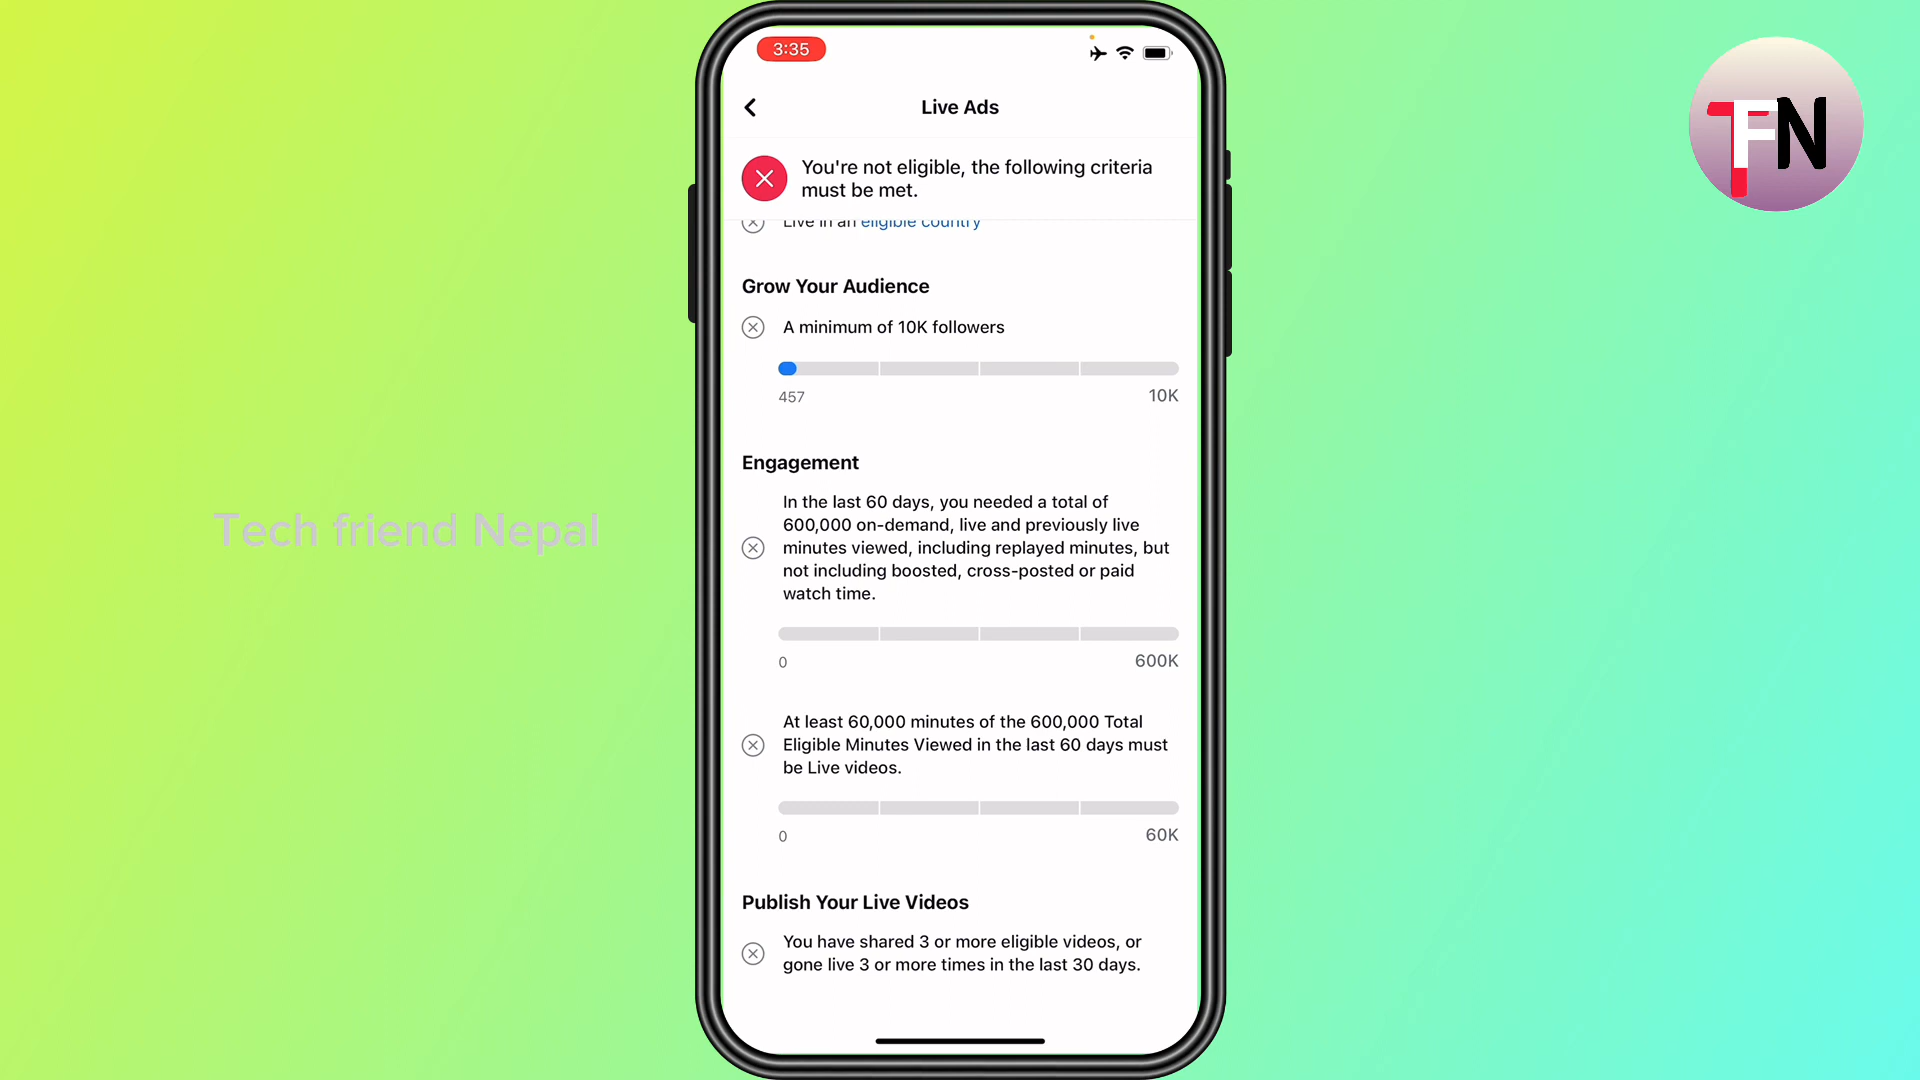 3:35
TFN
Live Ads
You're not eligible, the following criteria
must be met.
Live in an eligible country
Grow Your Audience
A minimum of 10K followers
457
10K
Engagement
In the last 60 days, you needed a total of
600,000 on-demand, live and previously live
minutes viewed, including replayed minutes, but
not including boosted, cross-posted or paid
watch time.
Tech friend Nepal
0
600K
At least 60,000 minutes of the 600,000 Total
Eligible Minutes Viewed in the last 60 days must
be Live videos.
0
60K
Publish Your Live Videos
You have shared 3 or more eligible videos, or
gone live 3 or more times in the last 30 days.